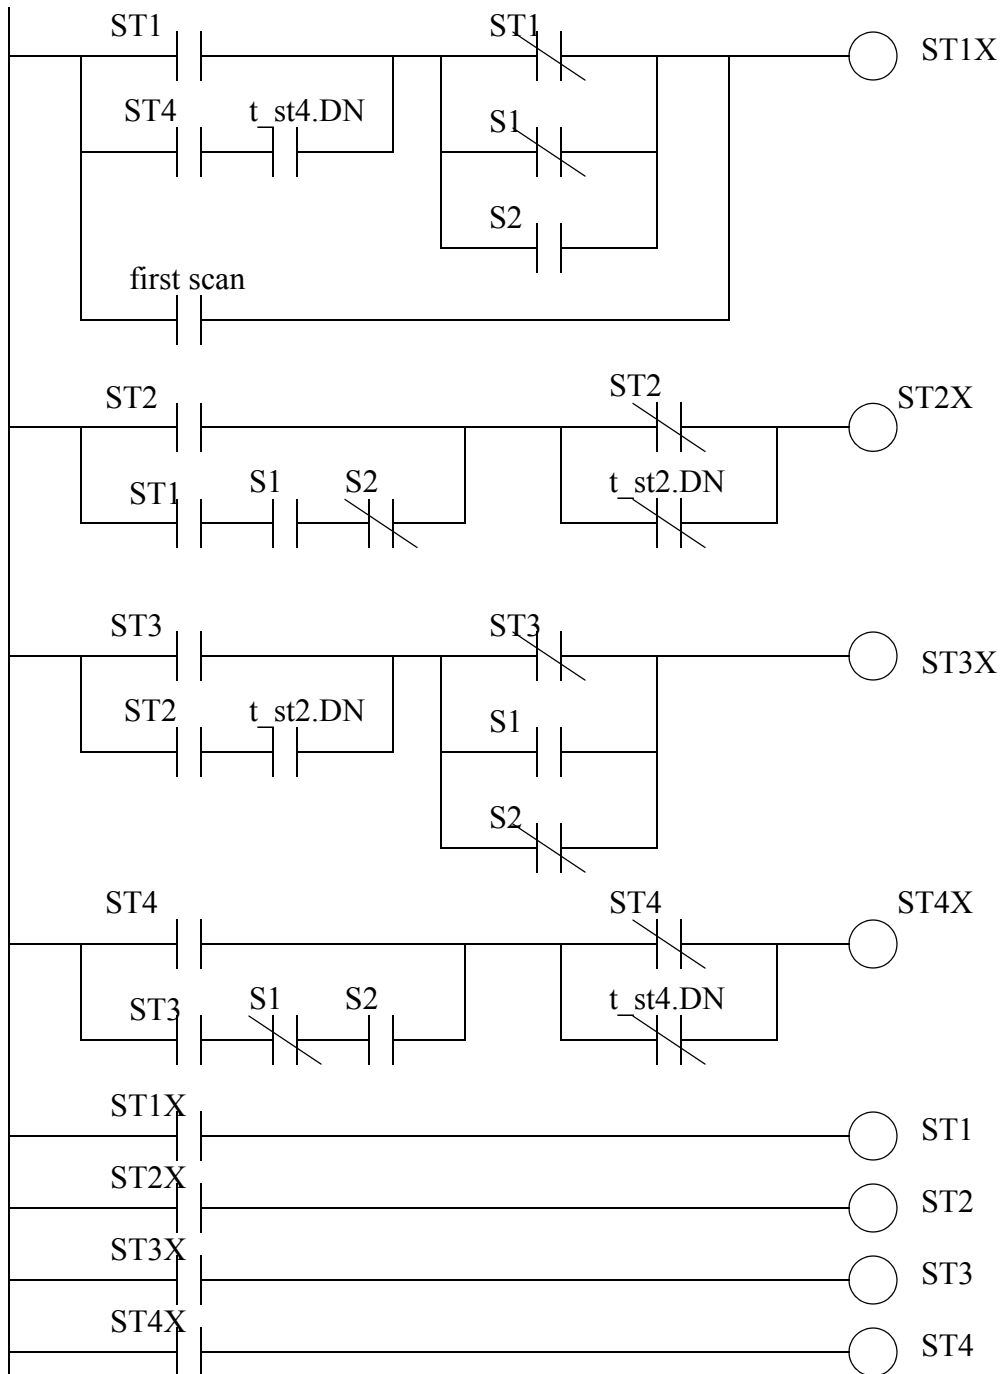 ST1 ST1 ST1X
ST4 t_st4.DN S1
S2
first scan
ST2 ST2 ST2X
ST1 S1 S2 t_st2.DN
ST3 ST3 ST3X
ST2 t_st2.DN S1
S2
ST4 ST4 ST4X
ST3 S1 S2 t_st4.DN
ST1X ST1
ST2X ST2
ST3X ST3
ST4X ST4